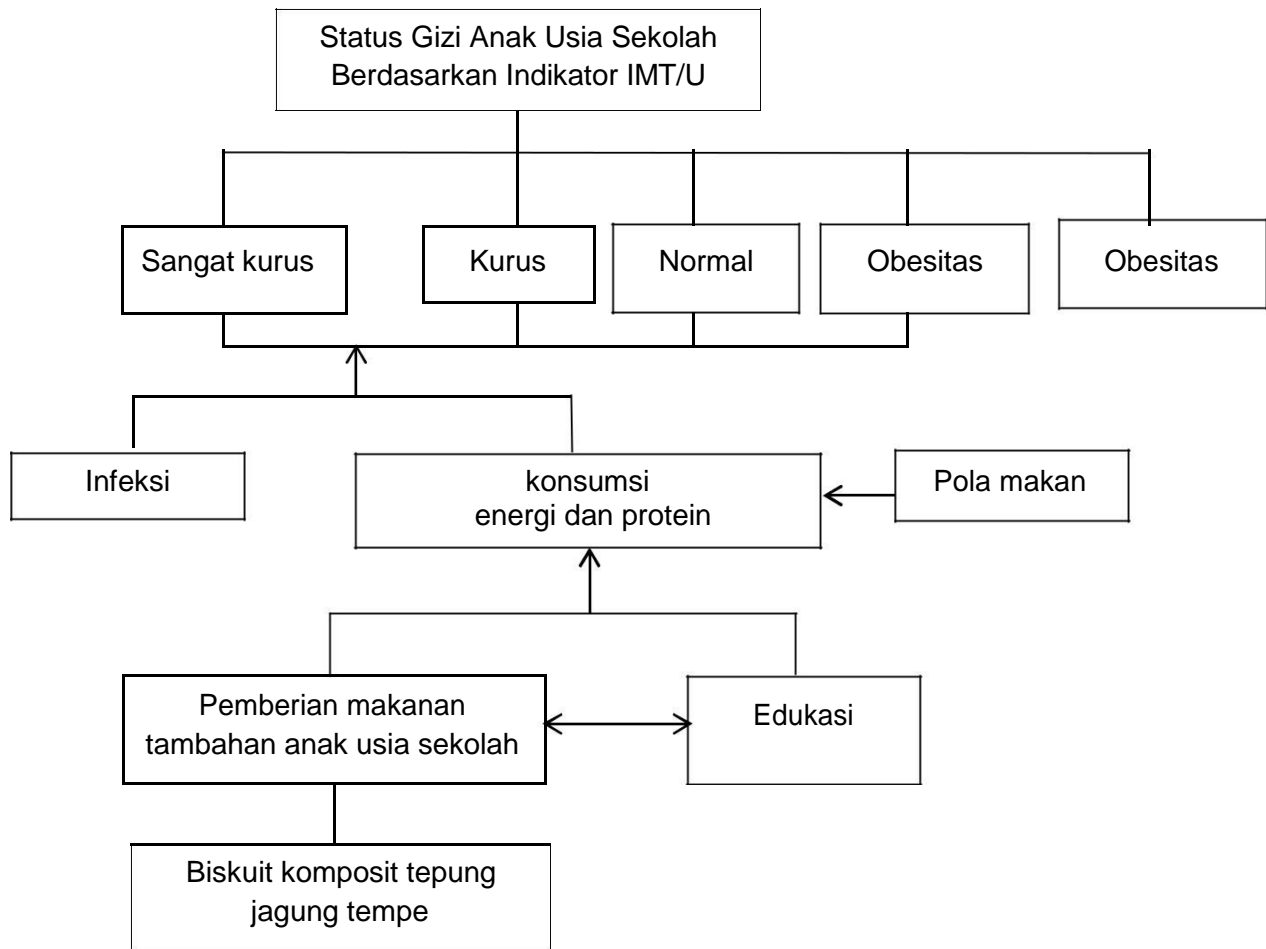 Status Gizi Anak Usia Sekolah
Berdasarkan Indikator IMT/U
Sangat kurus
Kurus
Normal
Obesitas
Obesitas
Infeksi
konsumsi
energi dan protein
Pola makan
Pemberian makanan
tambahan anak usia sekolah
Edukasi
Biskuit komposit tepung
jagung tempe